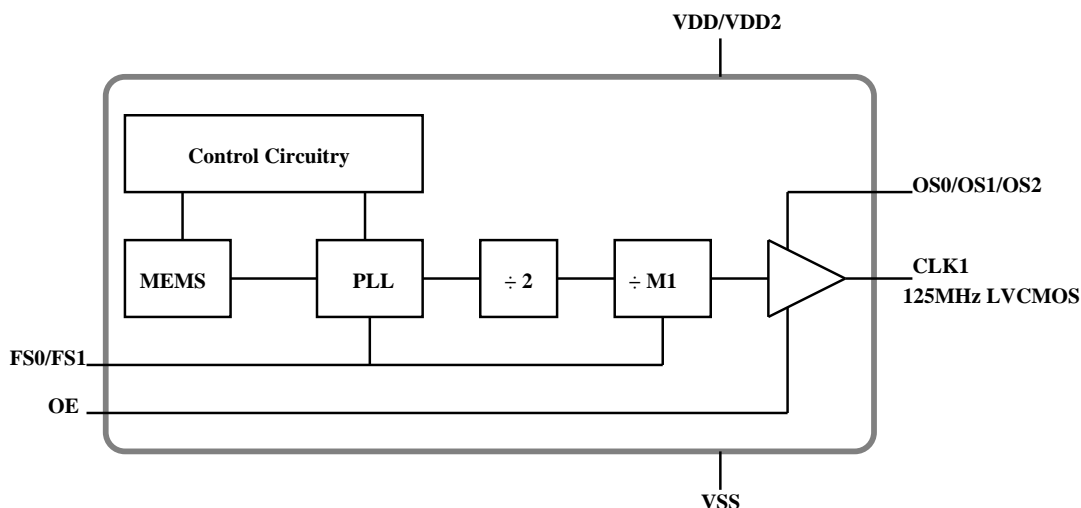 VDD/VDD2
Control Circuitry
OS0/OS1/OS2
MEMS
PLL
÷ 2
÷ M1
CLK1
125MHz LVCMOS
FS0/FS1
OE
VSS